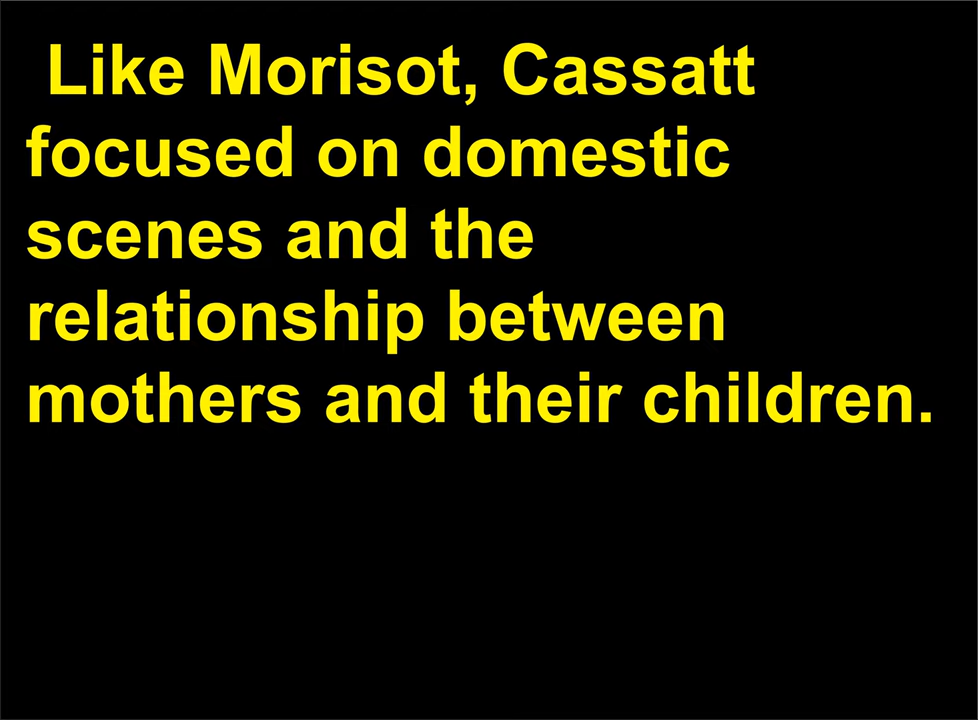 Like Morisot, Cassatt
focused on domestic
scenes and the
relationship between
mothers and their children.